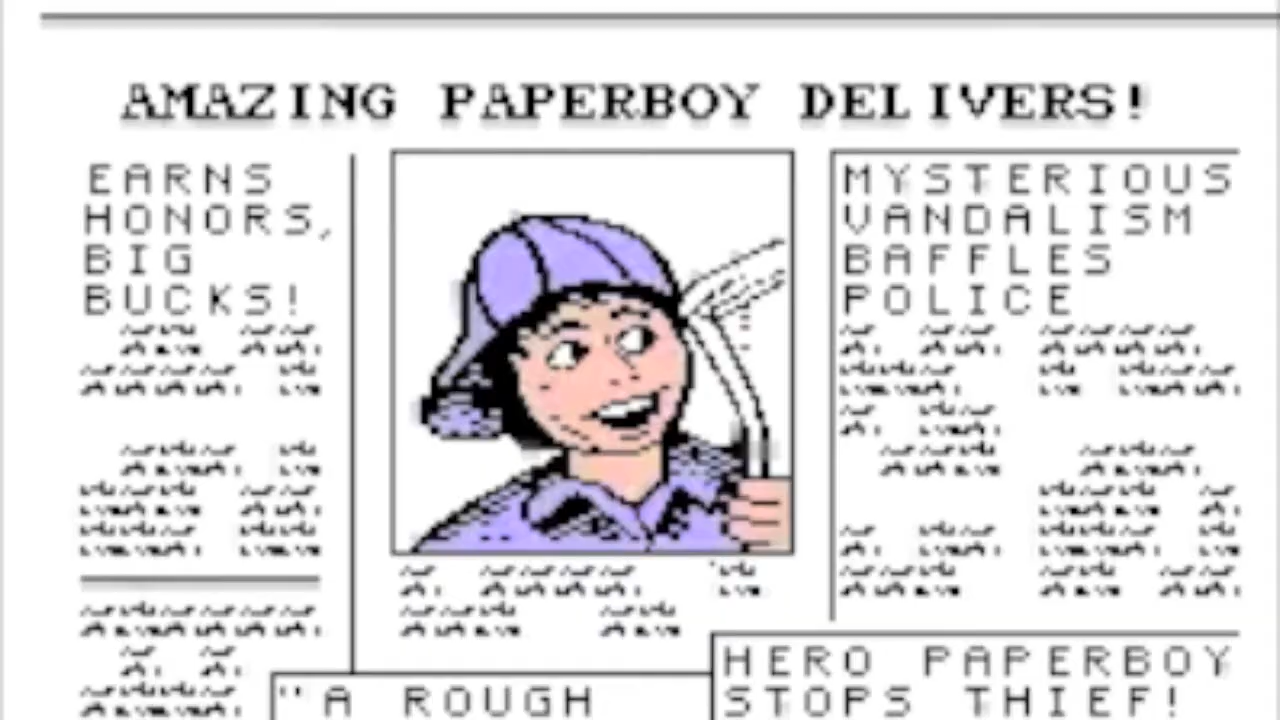 AMAZING PAPERBOY DELIVERS!
EARNS
HONORS,
BIG
BUCKS!
MYSTERIOUS
VANDALISM
BAFFLES
POLICE
"A ROUGH
HERO PAPERBOY
STOPS THIEF!